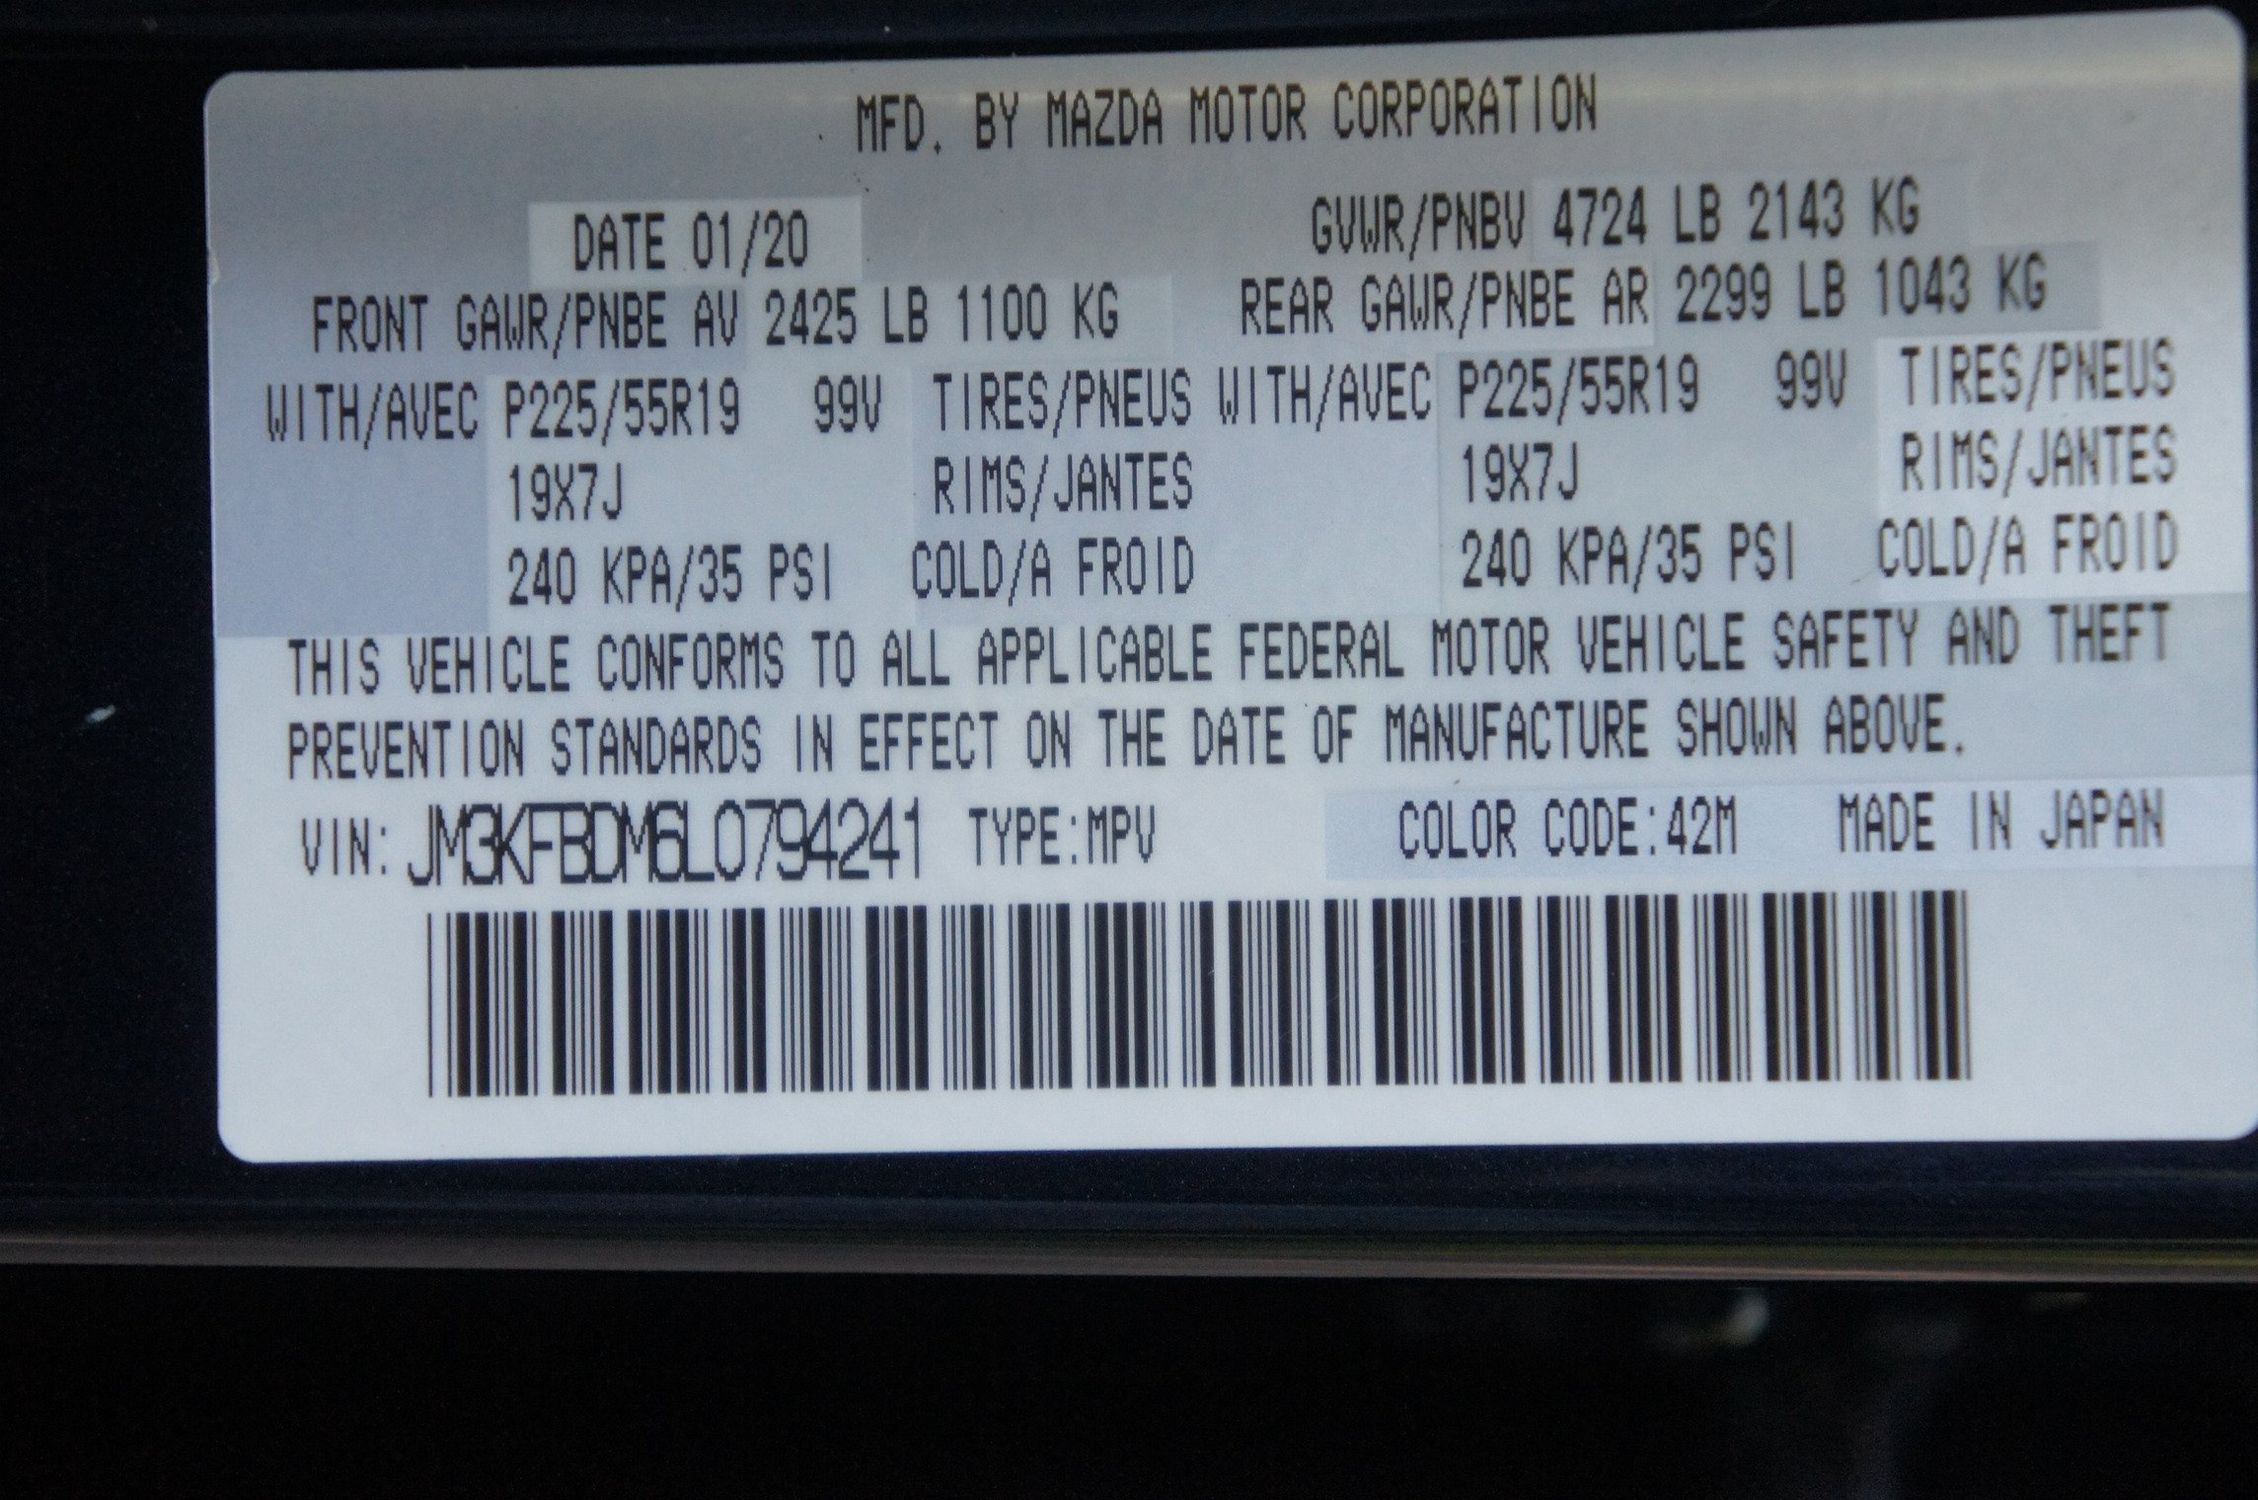 MFD. BY MAZDA MOTOR CORPORATION
DATE 01/20 GVWR/PNBV 4724 LB 2143 KG
FRONT GAWR/PNBE AV 2425 LB 1100 KG REAR GAWR/PNBE AR 2299 LB 1043 KG
WITH/AVEC P225/55R19 99V TIRES/PNEUS WITH/AVEC P225/55R19 99V TIRES/PNEUS
19X7J RIMS/JANTES 19X7J RIMS/JANTES
240 KPA/35 PSI COLD/A FROID 240 KPA/35 PSI COLD/A FROID
THIS VEHICLE CONFORMS TO ALL APPLICABLE FEDERAL MOTOR VEHICLE SAFETY AND THEFT
PREVENTION STANDARDS IN EFFECT ON THE DATE OF MANUFACTURE SHOWN ABOVE.
VIN: JM3KFBDM6L0794241 TYPE:MPV COLOR CODE:42M MADE IN JAPAN